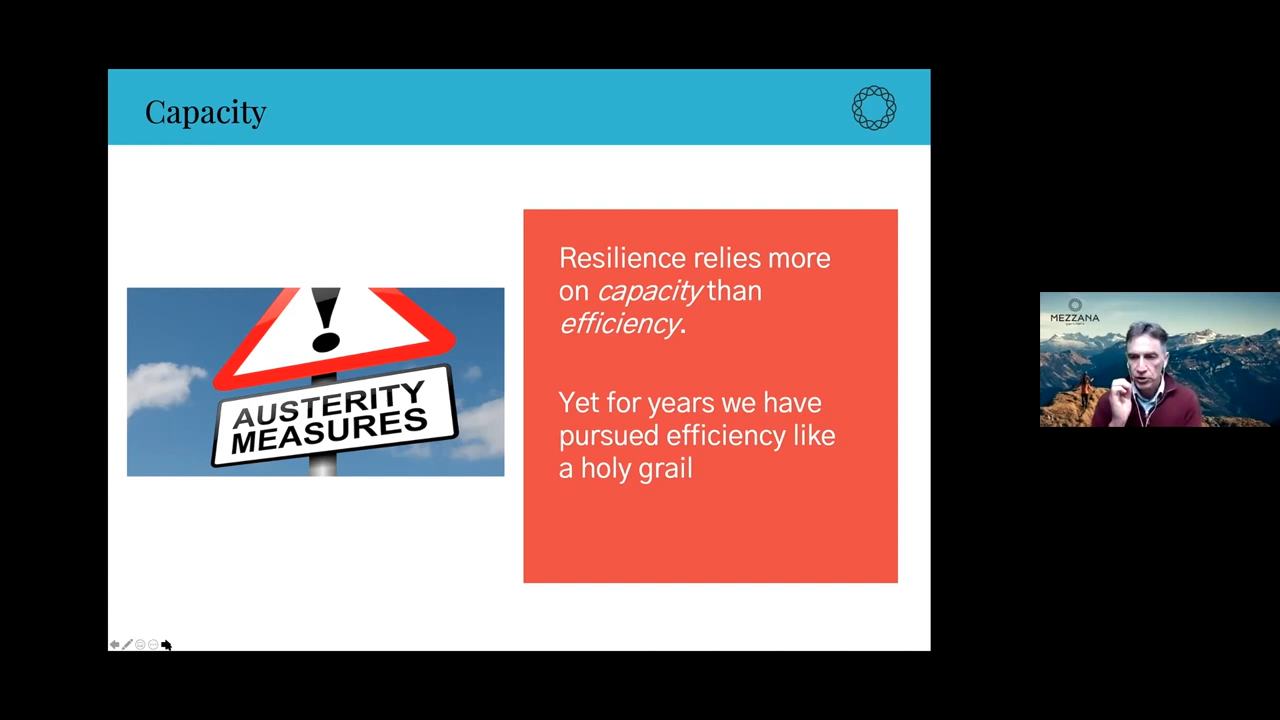 Capacity
Resilience relies more
on capacity than
efficiency.
Yet for years we have
pursued efficiency like
a holy grail
!
AUSTERITY
MEASURES
MEZZANA